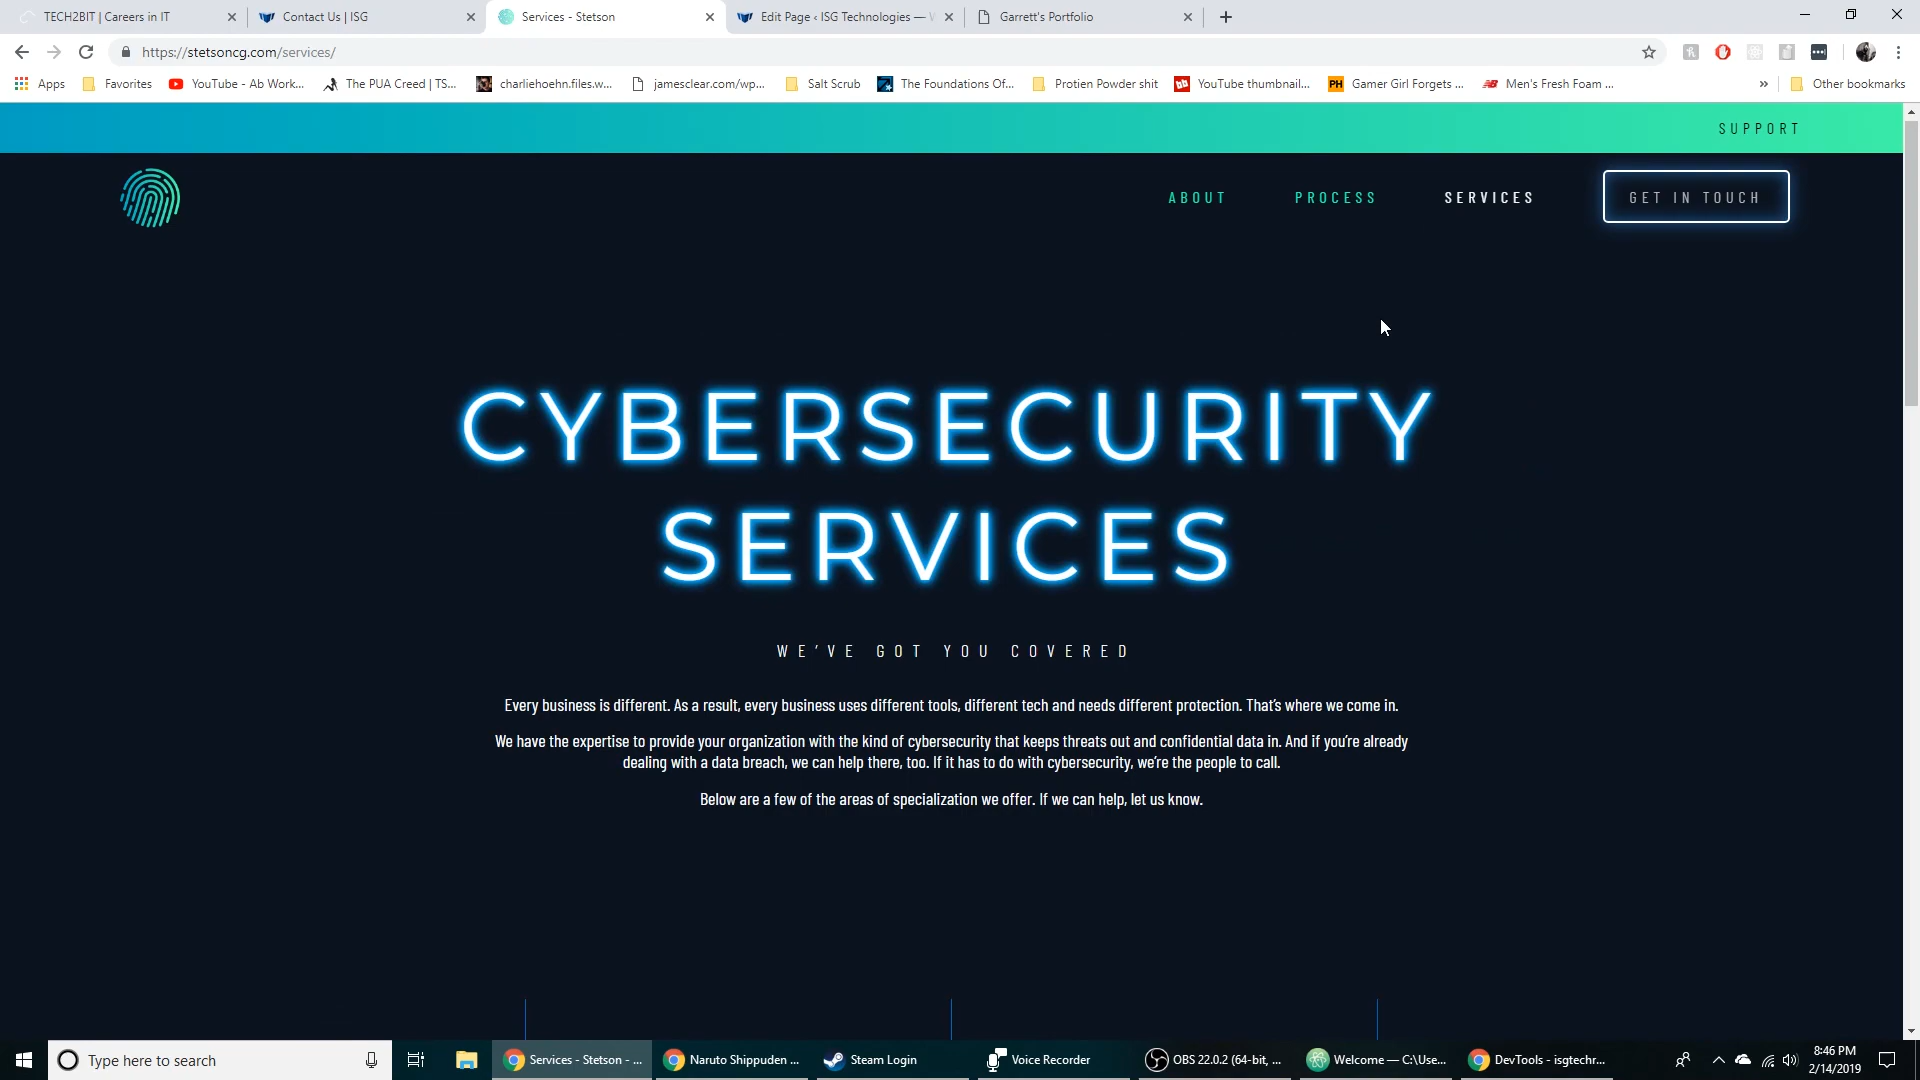 TECH2BIT | Careers in IT
Contact Us | ISG
Services - Stetson
Edit Page ‹ ISG Technologies — W
Garrett's Portfolio
https://stetsoncg.com/services/
Apps
Favorites
YouTube - Ab Work...
The PUA Creed | TS...
charliehoehn.files.w...
jamesclear.com/wp...
Salt Scrub
The Foundations Of...
Protien Powder shit
YouTube thumbnail...
PH
Gamer Girl Forgets ...
Men's Fresh Foam ...
»
Other bookmarks
SUPPORT
ABOUT
PROCESS
SERVICES
GET IN TOUCH
CYBERSECURITY
SERVICES
WE'VE GOT YOU COVERED
Every business is different. As a result, every business uses different tools, different tech and needs different protection. That's where we come in.
We have the expertise to provide your organization with the kind of cybersecurity that keeps threats out and confidential data in. And if you're already
dealing with a data breach, we can help there, too. If it has to do with cybersecurity, we're the people to call.
Below are a few of the areas of specialization we offer. If we can help, let us know.
Type here to search
Services - Stetson - ...
Naruto Shippuden ...
Steam Login
Voice Recorder
OBS 22.0.2 (64-bit, ...
Welcome — C:\Use...
DevTools - isgtechr...
8:46 PM
2/14/2019